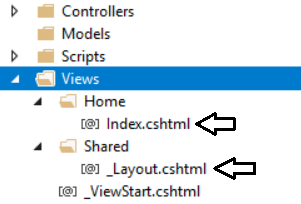 Controllers
Models
Scripts
Views
Home
[@] Index.cshtml
Shared
[@] _Layout.cshtml
[@] _ViewStart.cshtml